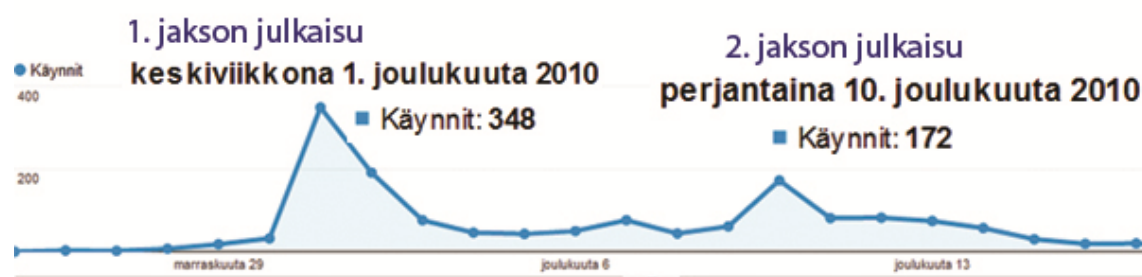 1. jakson julkaisu
keskiviikkona 1. joulukuuta 2010
Käynnit: 348
2. jakson julkaisu
perjantaina 10. joulukuuta 2010
Käynnit: 172
Käynnit
400
200
marraskuuta 29
joulukuuta 6
joulukuuta 13